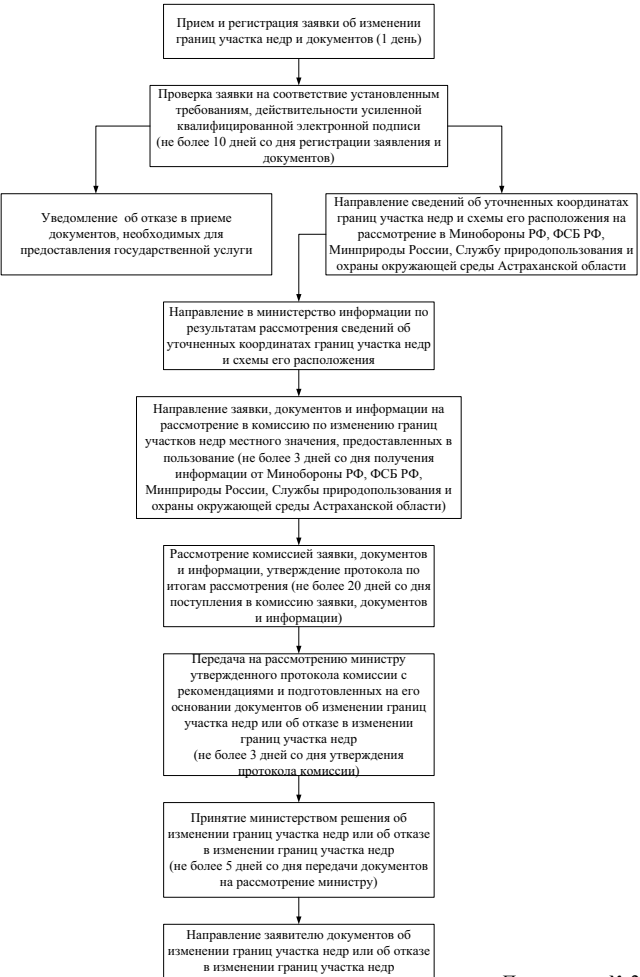 Прием и регистрация заявки об изменении
границ участка недр и документов (1 день)
Проверка заявки на соответствие установленным
требованиям, действительности усиленной
квалифицированной электронной подписи
(не более 10 дней со дня регистрации заявления и
документов)
Уведомление об отказе в приеме
документов, необходимых для
предоставления государственной услуги
Направление сведений об уточненных координатах
границ участка недр и схемы его расположения на
рассмотрение в Минобороны РФ, ФСБ РФ,
Минприроды России, Службу природопользования и
охраны окружающей среды Астраханской области
Направление в министерство информации по
результатам рассмотрения сведений об
уточненных координатах границ участка недр
и схемы его расположения
Направление заявки, документов и информации на
рассмотрение в комиссию по изменению границ
участков недр местного значения, предоставленных в
пользование (не более 3 дней со дня получения
информации от Минобороны РФ, ФСБ РФ,
Минприроды России, Службы природопользования и
охраны окружающей среды Астраханской области)
Рассмотрение комиссией заявки, документов
и информации, утверждение протокола по
итогам рассмотрения (не более 20 дней со дня
поступления в комиссию заявки, документов
и информации)
Передача на рассмотрению министру
утвержденного протокола комиссии с
рекомендациями и подготовленных на его
основании документов об изменении границ
участка недр или об отказе в изменении
границ участка недр
(не более 3 дней со дня утверждения
протокола комиссии)
Принятие министерством решения об
изменении границ участка недр или об отказе
в изменении границ участка недр
(не более 5 дней со дня передачи документов
на рассмотрение министру)
Направление заявителю документов об
изменении границ участка недр или об отказе
в изменении границ участка недр